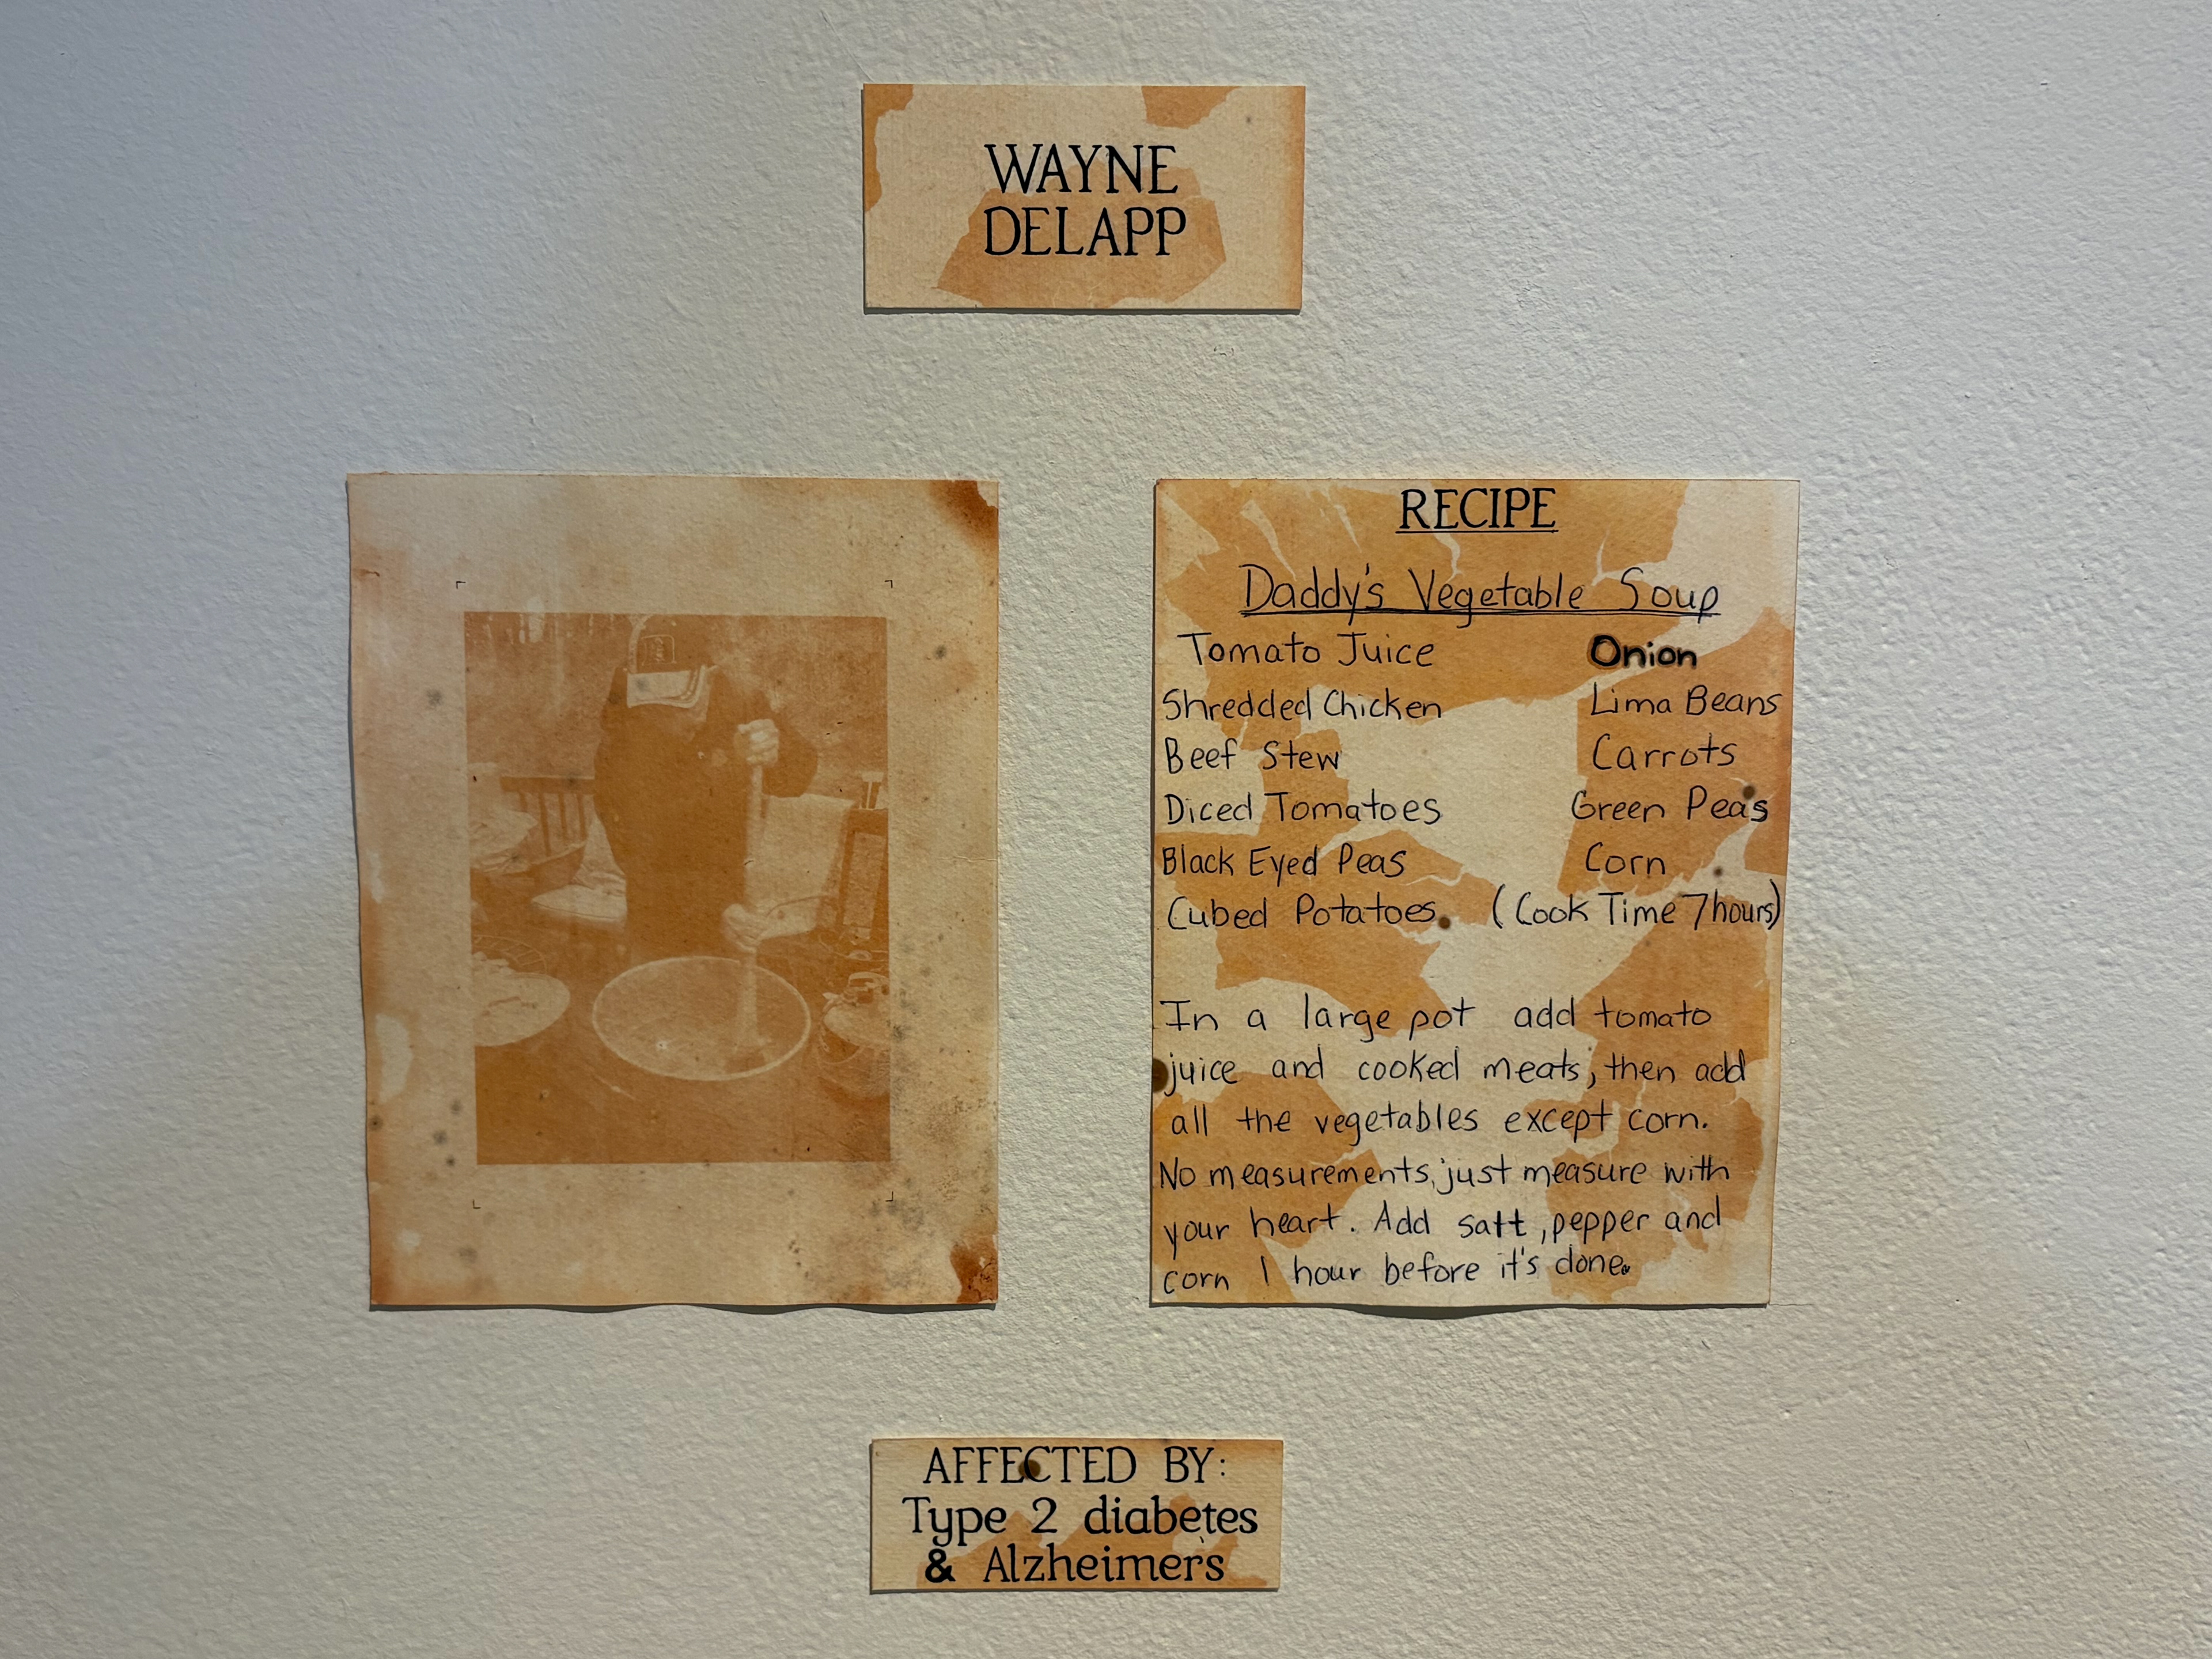 WAYNE
DELAPP
RECIPE
Daddy's Vegetable Soup
Tomato Juice Onion
Shredded Chicken Lima Beans
Beef Stew Carrots
Diced Tomatoes Green Peas
Black Eyed Peas Corn
Cubed Potatoes. (Cook Time 7hours)
In a large pot add tomato
juice and cooked meats, then add
all the vegetables except corn.
No measurements, just measure with
your heart. Add salt, pepper and
corn 1 hour before it's done.
AFFECTED BY:
Type 2 diabetes
& Alzheimer's